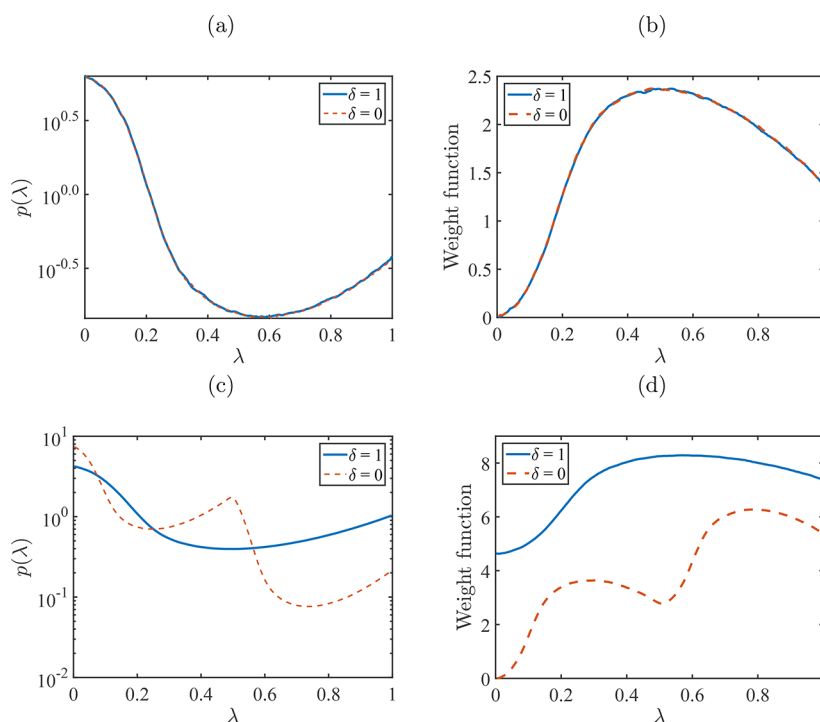 (a) (b)
10^0.5
10^0.0
10^-0.5
p(λ)
0 0.2 0.4 0.6 0.8 1
λ
δ = 1
δ = 0
2.5
2
1.5
1
0.5
0
Weight function
0 0.2 0.4 0.6 0.8
λ
δ = 1
δ = 0
(c) (d)
10^1
10^0
10^-1
10^-2
p(λ)
0 0.2 0.4 0.6 0.8 1
λ
δ = 1
δ = 0
8
6
4
2
0
Weight function
0 0.2 0.4 0.6 0.8
λ
δ = 1
δ = 0